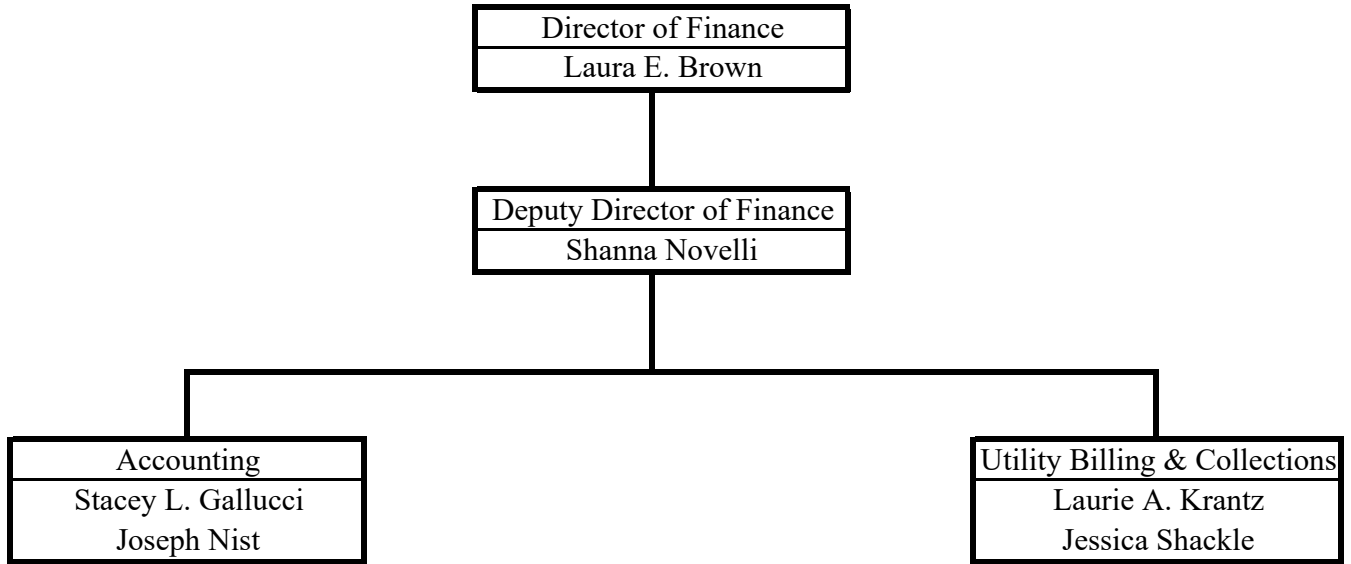 Director of Finance
Laura E. Brown
Deputy Director of Finance
Shanna Novelli
Accounting
Stacey L. Gallucci
Joseph Nist
Utility Billing & Collections
Laurie A. Krantz
Jessica Shackle